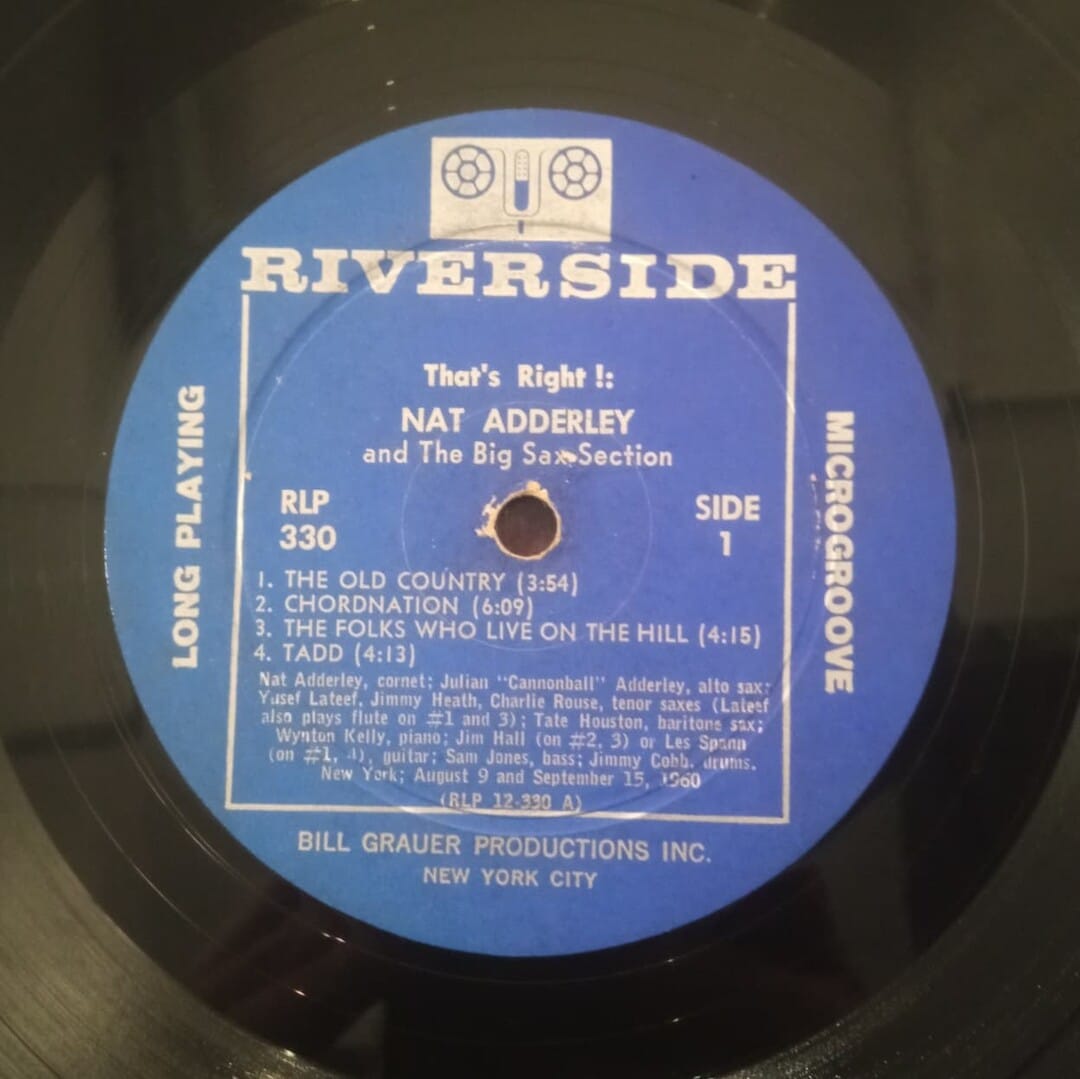 RIVERSIDE
That's Right !:
NAT ADDERLEY
and The Big Sax Section
RLP
330
SIDE
1
1. THE OLD COUNTRY (3:54)
2. CHORDNATION (6:09)
3. THE FOLKS WHO LIVE ON THE HILL (4:15)
4. TADD (4:13)
Nat Adderley, cornet; Julian "Cannonball" Adderley, alto sax;
Yusef Lateef, Jimmy Heath, Charlie Rouse, tenor saxes (Lateef
also plays flute on #1 and 3); Tate Houston, baritone sax;
Wynton Kelly, piano; Jim Hall (on #2, 3) or Les Spann
(on #1, 4), guitar; Sam Jones, bass; Jimmy Cobb, drums.
New York; August 9 and September 15, 1960
(RLP 12-330 A)
LONG PLAYING
MICROGROOVE
BILL GRAUER PRODUCTIONS INC.
NEW YORK CITY